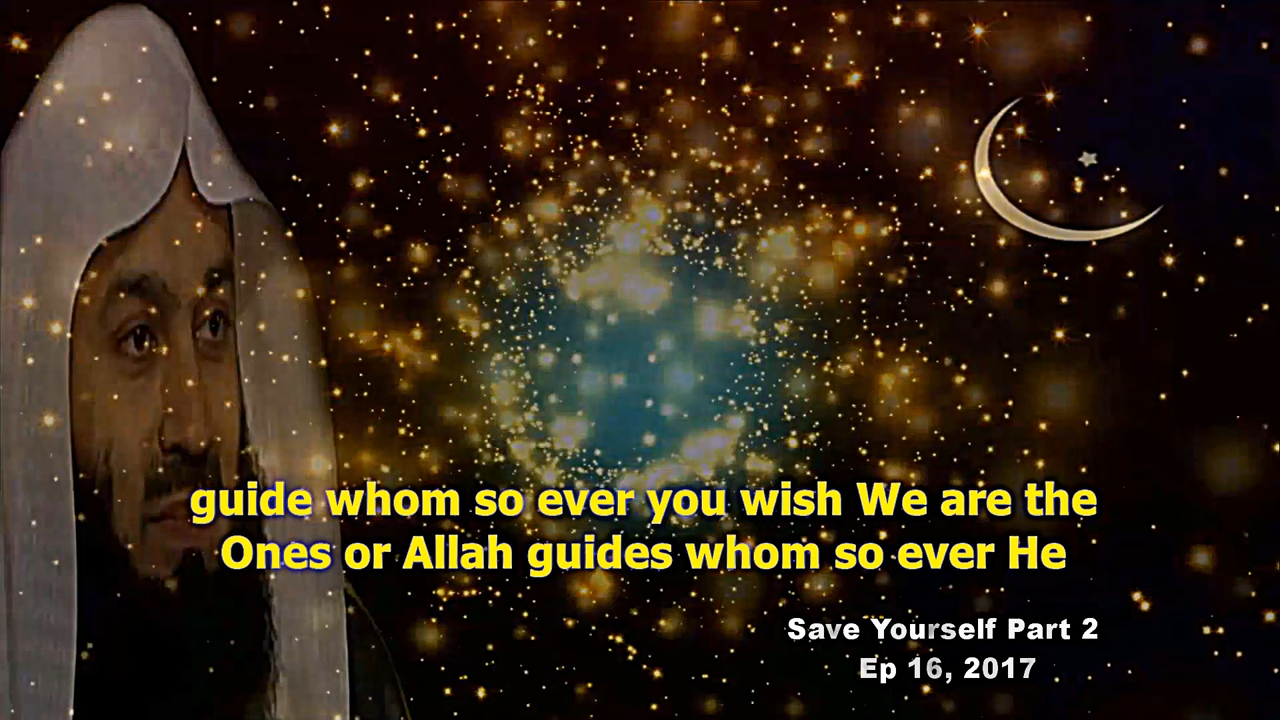 guide whom so ever you wish We are the
Ones or Allah guides whom so ever He
Save Yourself Part 2
Ep 16, 2017